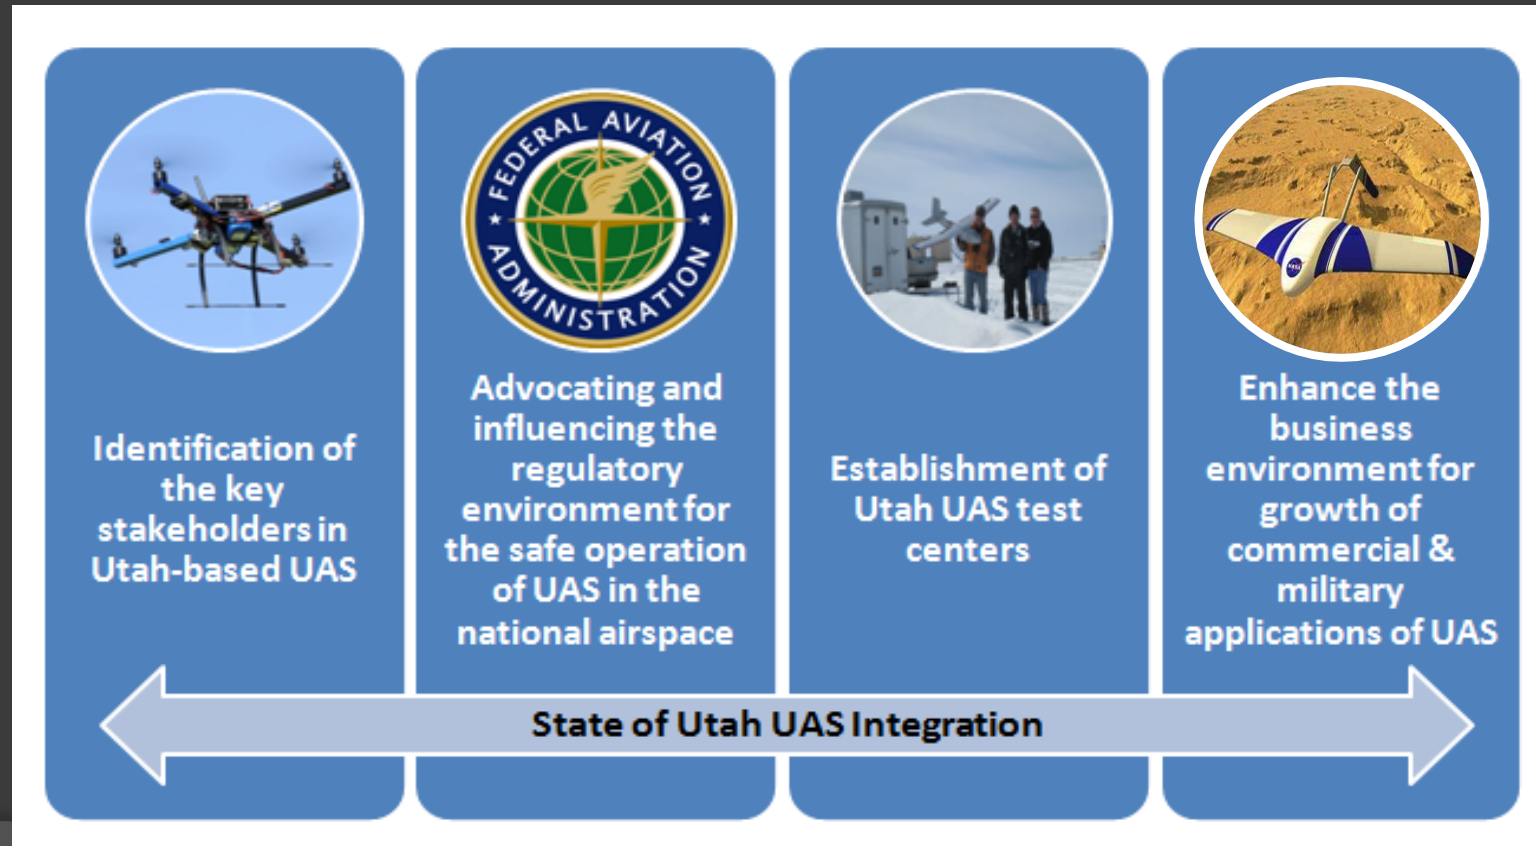 FEDERAL AVIATION
ADMINISTRATION
NASA
Identification of
the key
stakeholders in
Utah-based UAS
Advocating and
influencing the
regulatory
environment for
the safe operation
of UAS in the
national airspace
Establishment of
Utah UAS test
centers
Enhance the
business
environment for
growth of
commercial &
military
applications of UAS
State of Utah UAS Integration